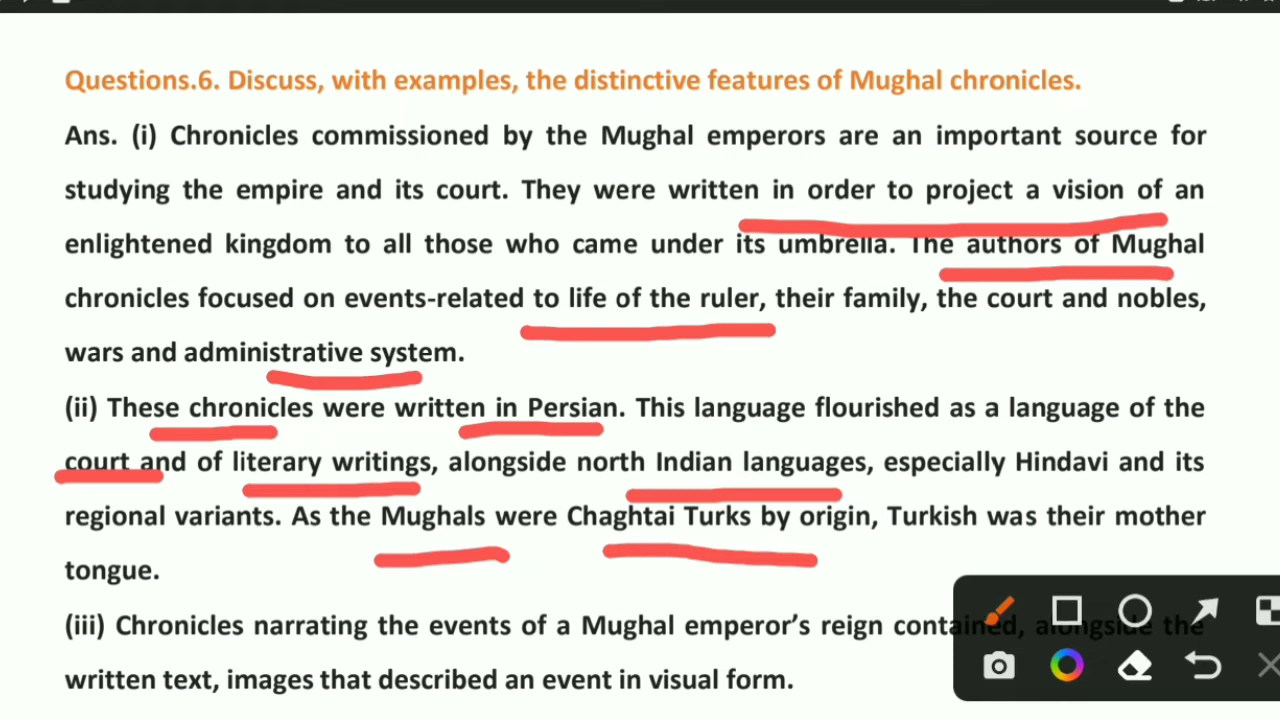 Questions.6. Discuss, with examples, the distinctive features of Mughal chronicles.
Ans. (i) Chronicles commissioned by the Mughal emperors are an important source for
studying the empire and its court. They were written in order to project a vision of an
enlightened kingdom to all those who came under its umbrella. The authors of Mughal
chronicles focused on events-related to life of the ruler, their family, the court and nobles,
wars and administrative system.
(ii) These chronicles were written in Persian. This language flourished as a language of the
court and of literary writings, alongside north Indian languages, especially Hindavi and its
regional variants. As the Mughals were Chaghtai Turks by origin, Turkish was their mother
tongue.
(iii) Chronicles narrating the events of a Mughal emperor’s reign contained, alongside the
written text, images that described an event in visual form.